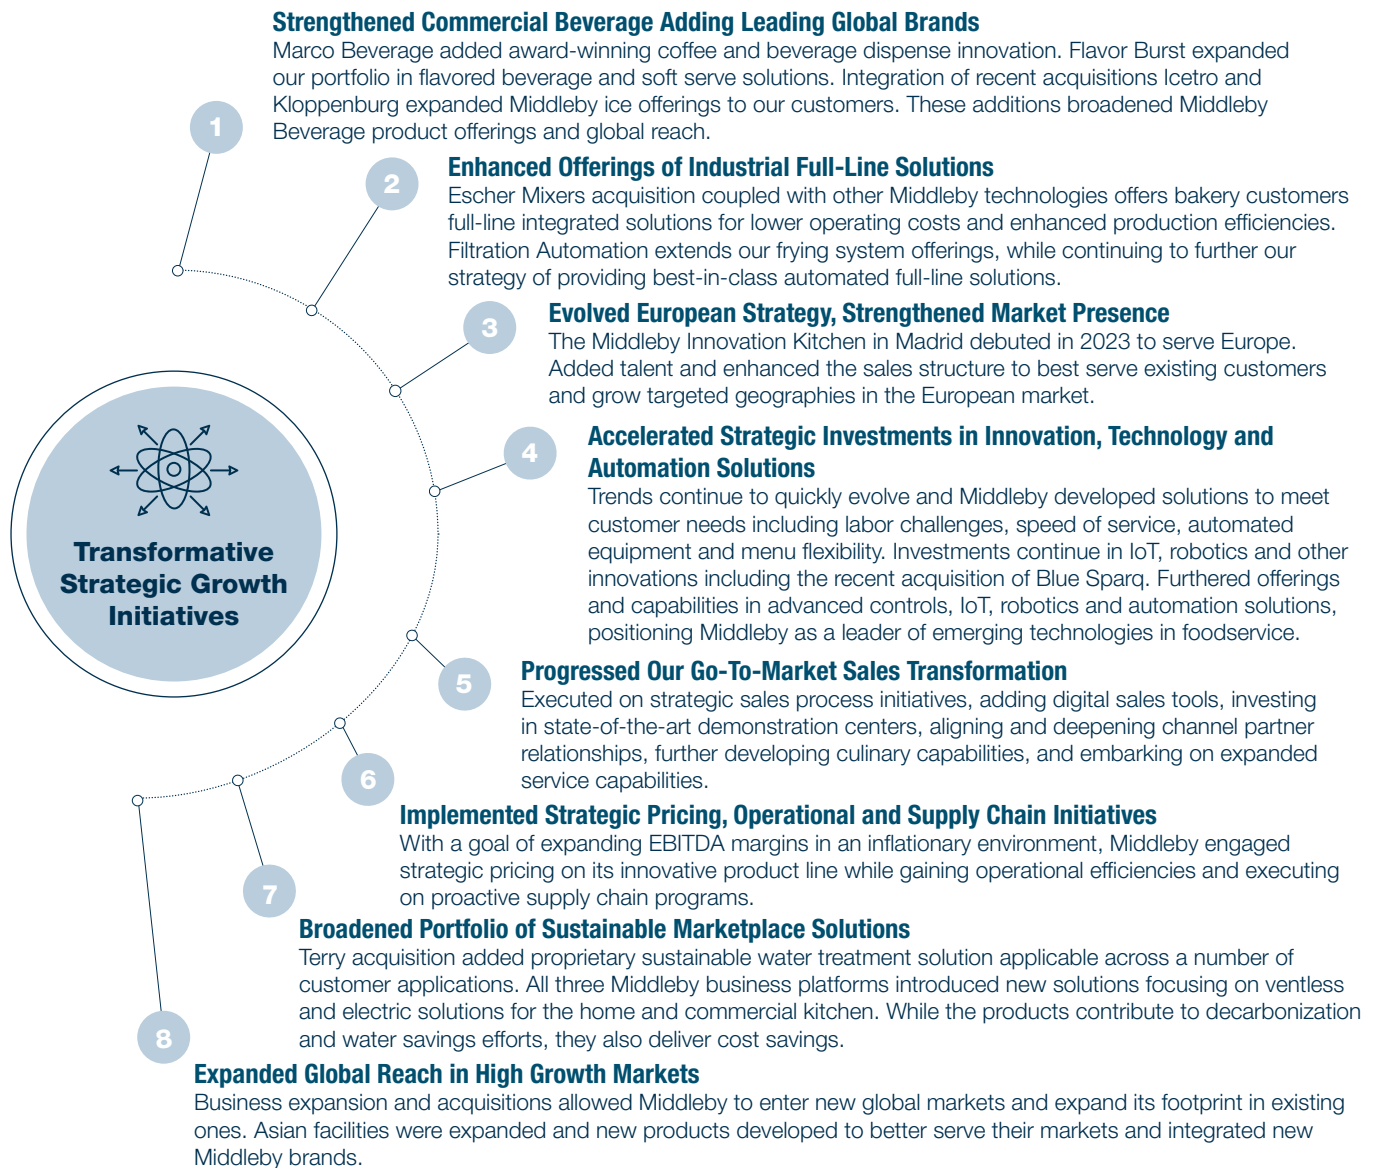 Strengthened Commercial Beverage Adding Leading Global Brands
Marco Beverage added award-winning coffee and beverage dispense innovation. Flavor Burst expanded
our portfolio in flavored beverage and soft serve solutions. Integration of recent acquisitions Icetro and
Kloppenburg expanded Middleby ice offerings to our customers. These additions broadened Middleby
Beverage product offerings and global reach.
1
Enhanced Offerings of Industrial Full-Line Solutions
2
Escher Mixers acquisition coupled with other Middleby technologies offers bakery customers
full-line integrated solutions for lower operating costs and enhanced production efficiencies.
Filtration Automation extends our frying system offerings, while continuing to further our
strategy of providing best-in-class automated full-line solutions.
Evolved European Strategy, Strengthened Market Presence
3
The Middleby Innovation Kitchen in Madrid debuted in 2023 to serve Europe.
Added talent and enhanced the sales structure to best serve existing customers
and grow targeted geographies in the European market.
Accelerated Strategic Investments in Innovation, Technology and
4
Automation Solutions
Trends continue to quickly evolve and Middleby developed solutions to meet
customer needs including labor challenges, speed of service, automated
equipment and menu flexibility. Investments continue in IoT, robotics and other
innovations including the recent acquisition of Blue Sparq. Furthered offerings
and capabilities in advanced controls, IoT, robotics and automation solutions,
positioning Middleby as a leader of emerging technologies in foodservice.
Transformative
Strategic Growth
Initiatives
Progressed Our Go-To-Market Sales Transformation
5
Executed on strategic sales process initiatives, adding digital sales tools, investing
in state-of-the-art demonstration centers, aligning and deepening channel partner
relationships, further developing culinary capabilities, and embarking on expanded
service capabilities.
6
Implemented Strategic Pricing, Operational and Supply Chain Initiatives
With a goal of expanding EBITDA margins in an inflationary environment, Middleby engaged
strategic pricing on its innovative product line while gaining operational efficiencies and executing
on proactive supply chain programs.
7
Broadened Portfolio of Sustainable Marketplace Solutions
Terry acquisition added proprietary sustainable water treatment solution applicable across a number of
customer applications. All three Middleby business platforms introduced new solutions focusing on ventless
and electric solutions for the home and commercial kitchen. While the products contribute to decarbonization
and water savings efforts, they also deliver cost savings.
8
Expanded Global Reach in High Growth Markets
Business expansion and acquisitions allowed Middleby to enter new global markets and expand its footprint in existing
ones. Asian facilities were expanded and new products developed to better serve their markets and integrated new
Middleby brands.